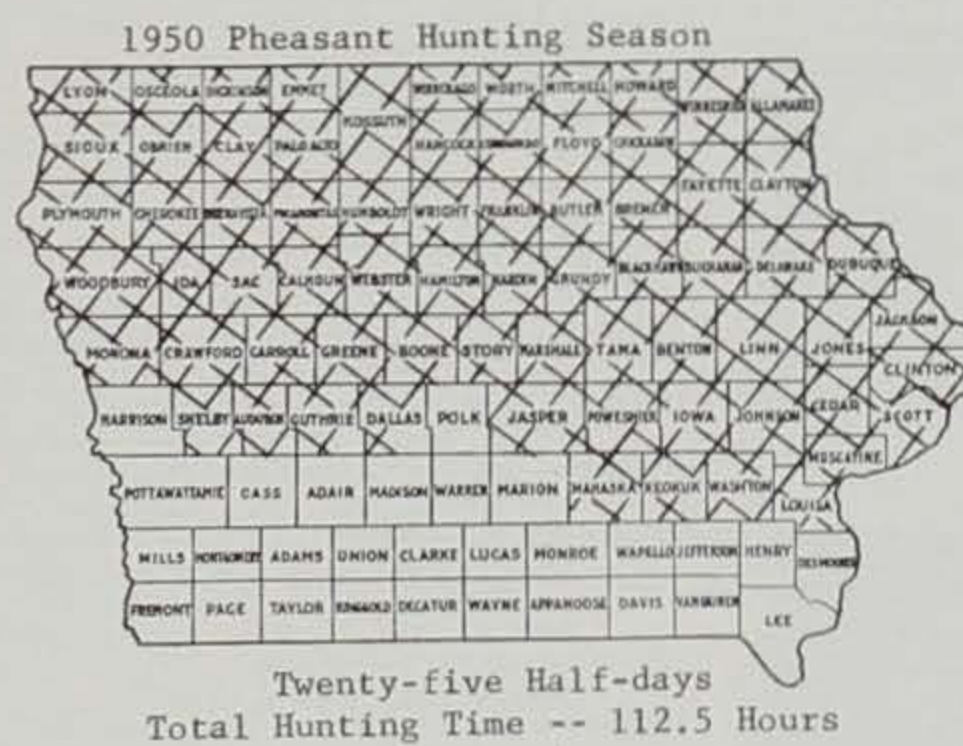 1950 Pheasant Hunting Season
LYON OSCEOLA DICKINSON EMMET WINNEBAGO WORTH MITCHELL HOWARD WINNESHIEK ALLAMAKEE
KOSSUTH
SIOUX OBRIEN CLAY PALO ALTO HANCOCK FLOYD CHICKASAW
FAYETTE CLAYTON
PLYMOUTH CHEROKEE POCAHONTAS HUMBOLDT WRIGHT FRANKLIN BUTLER BREMER
WOODBURY IDA SAC CALHOUN WEBSTER HAMILTON HARDIN GRUNDY BLACKHAWK BUCHANAN DELAWARE DUBUQUE
JACKSON
MONONA CRAWFORD CARROLL GREENE BOONE STORY MARSHALL TAMA BENTON LINN JONES
CLINTON
HARRISON SHELBY AUDUBON GUTHRIE DALLAS POLK JASPER POWESHIEK IOWA JOHNSON CEDAR SCOTT
MUSCATINE
POTTAWATTAMIE CASS ADAIR MADISON WARREN MARION MAHASKA KEOKUK WASHTON
LOUISA
MILLS MONTGOMERY ADAMS UNION CLARKE LUCAS MONROE WAPELLO JEFFERSON HENRY DESMOINES
FREMONT PAGE TAYLOR RINGGOLD DECATUR WAYNE APPANOOSE DAVIS VAN BUREN
LEE
Twenty-five Half-days
Total Hunting Time -- 112.5 Hours